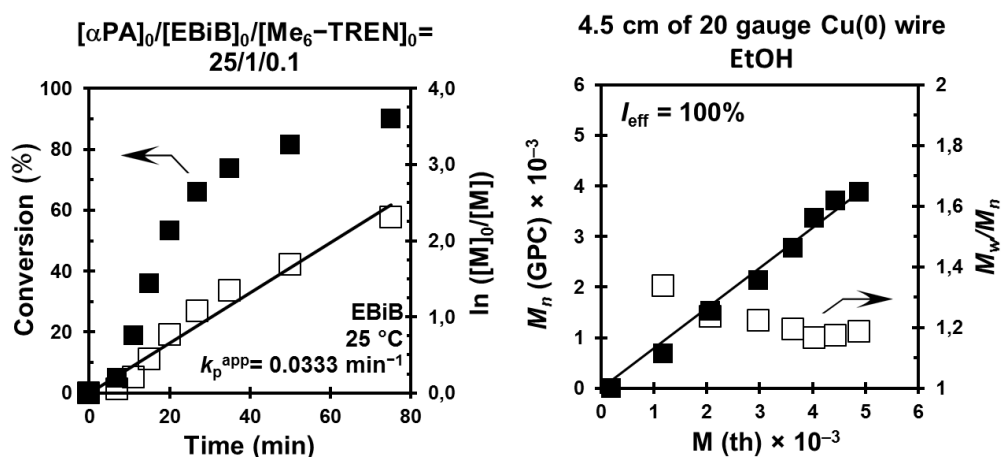 [αPA]₀/[EBiB]₀/[Me₆−TREN]₀=
25/1/0.1
100
80
60
40
20
0
4,0
3,0
2,0
1,0
0,0
0
20
40
60
80
Conversion (%)
ln ([M]₀/[M])
EBiB
25 °C
kₚᵃᵖᵖ= 0.0333 min⁻¹
Time (min)
4.5 cm of 20 gauge Cu(0) wire
EtOH
Iₑff = 100%
6
5
4
3
2
1
0
2
1,8
1,6
1,4
1,2
1
0
1
2
3
4
5
6
Mₙ (GPC) × 10⁻³
M_w/Mₙ
M (th) × 10⁻³